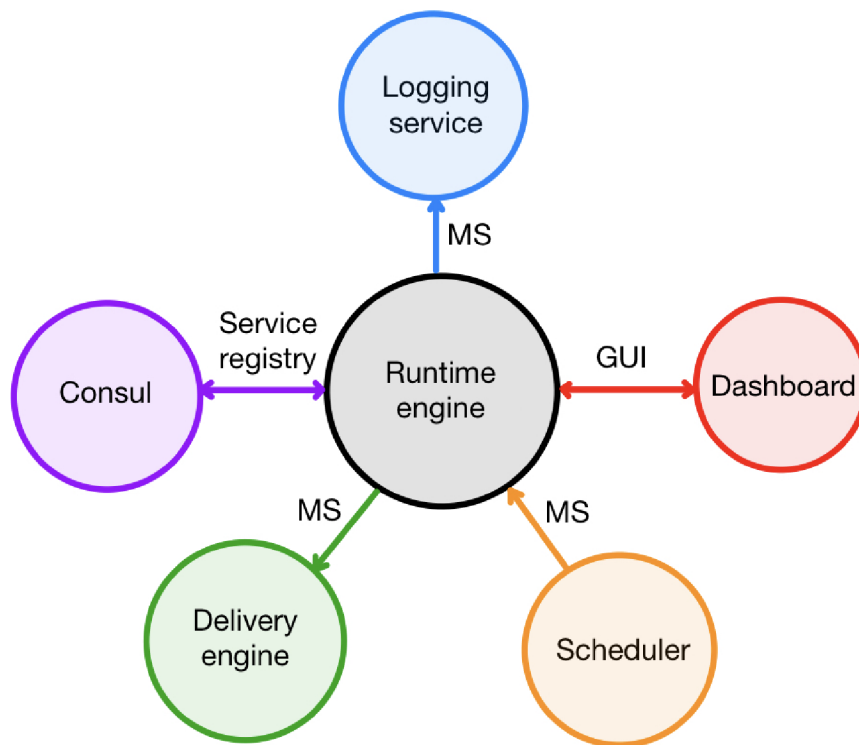 Logging
service
MS
Service
registry
GUI
Consul
Runtime
engine
Dashboard
MS
MS
Delivery
engine
Scheduler